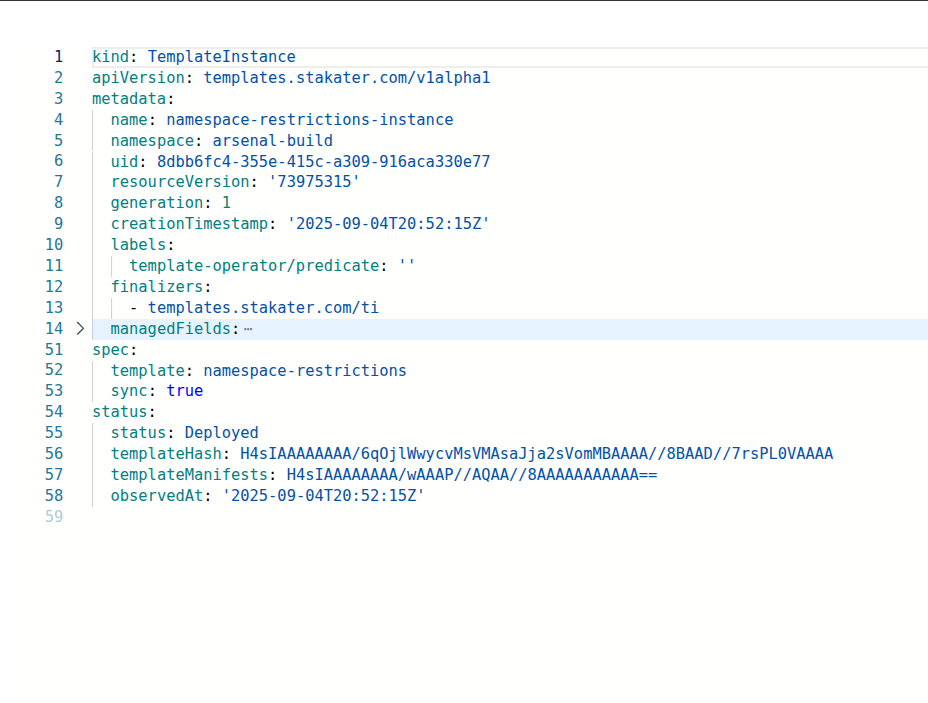 1 kind: TemplateInstance
2 apiVersion: templates.stakater.com/v1alpha1
3 metadata:
4   name: namespace-restrictions-instance
5   namespace: arsenal-build
6   uid: 8dbb6fc4-355e-415c-a309-916aca330e77
7   resourceVersion: '73975315'
8   generation: 1
9   creationTimestamp: '2025-09-04T20:52:15Z'
10   labels:
11     template-operator/predicate: ''
12   finalizers:
13     - templates.stakater.com/ti
14   managedFields: ⋯
51 spec:
52   template: namespace-restrictions
53   sync: true
54 status:
55   status: Deployed
56   templateHash: H4sIAAAAAAAA/6qOjlWwycvMsVMAsaJja2sVomMBAAAA//8BAAD//7rsPL0VAAAA
57   templateManifests: H4sIAAAAAAAA/wAAAP//AQAA//8AAAAAAAAAAA==
58   observedAt: '2025-09-04T20:52:15Z'
59